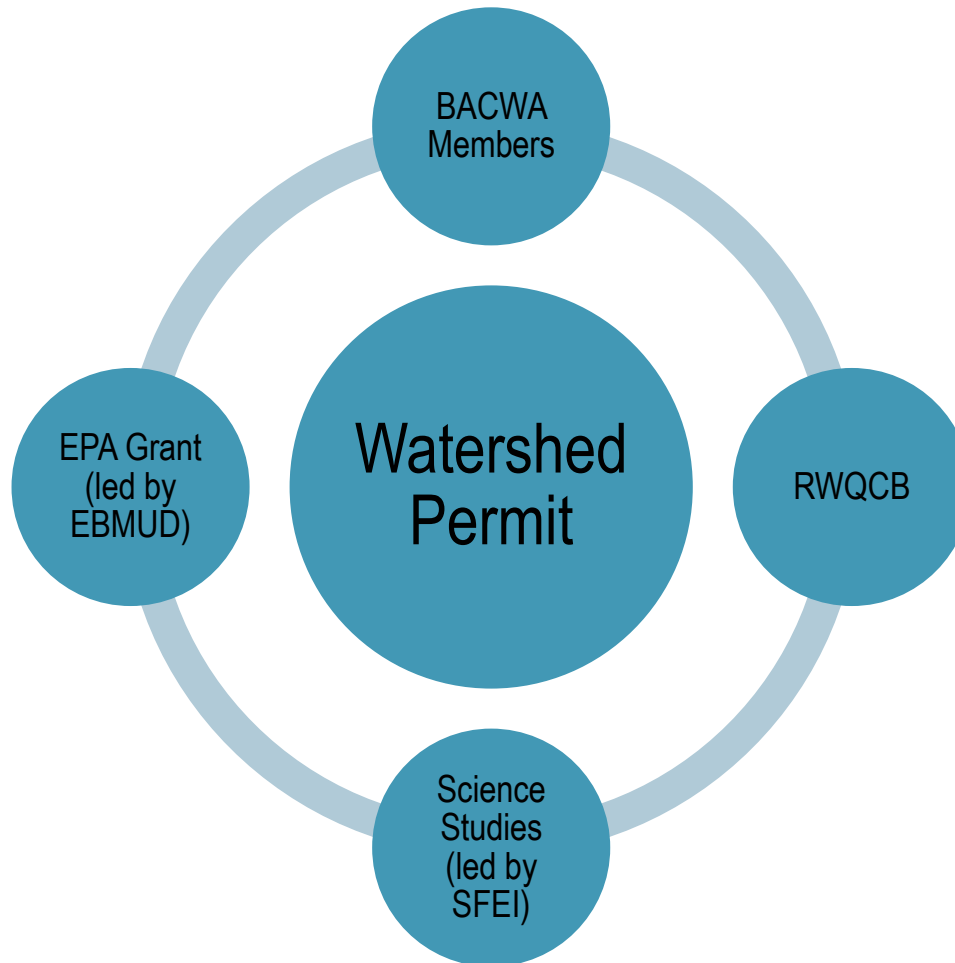 BACWA
Members
EPA Grant
(led by
EBMUD)
Watershed
Permit
RWQCB
Science
Studies
(led by
SFEI)